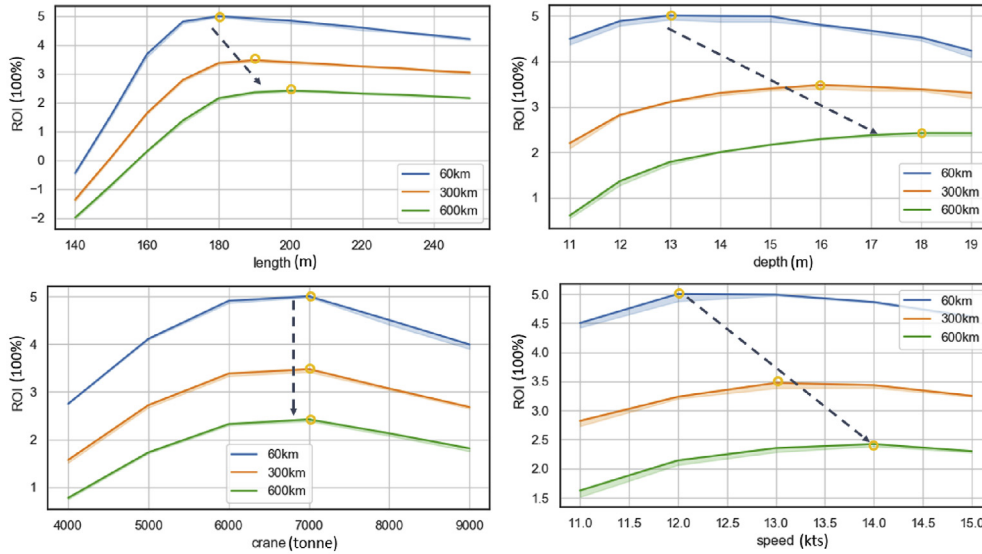 ROI (100%)
5
4
3
2
1
0
−1
−2
60km
300km
600km
140 160 180 200 220 240
length (m)
ROI (100%)
5
4
3
2
1
60km
300km
600km
11 12 13 14 15 16 17 18 19
depth (m)
ROI (100%)
5
4
3
2
1
60km
300km
600km
4000 5000 6000 7000 8000 9000
crane (tonne)
ROI (100%)
5.0
4.5
4.0
3.5
3.0
2.5
2.0
1.5
60km
300km
600km
11.0 11.5 12.0 12.5 13.0 13.5 14.0 14.5 15.0
speed (kts)